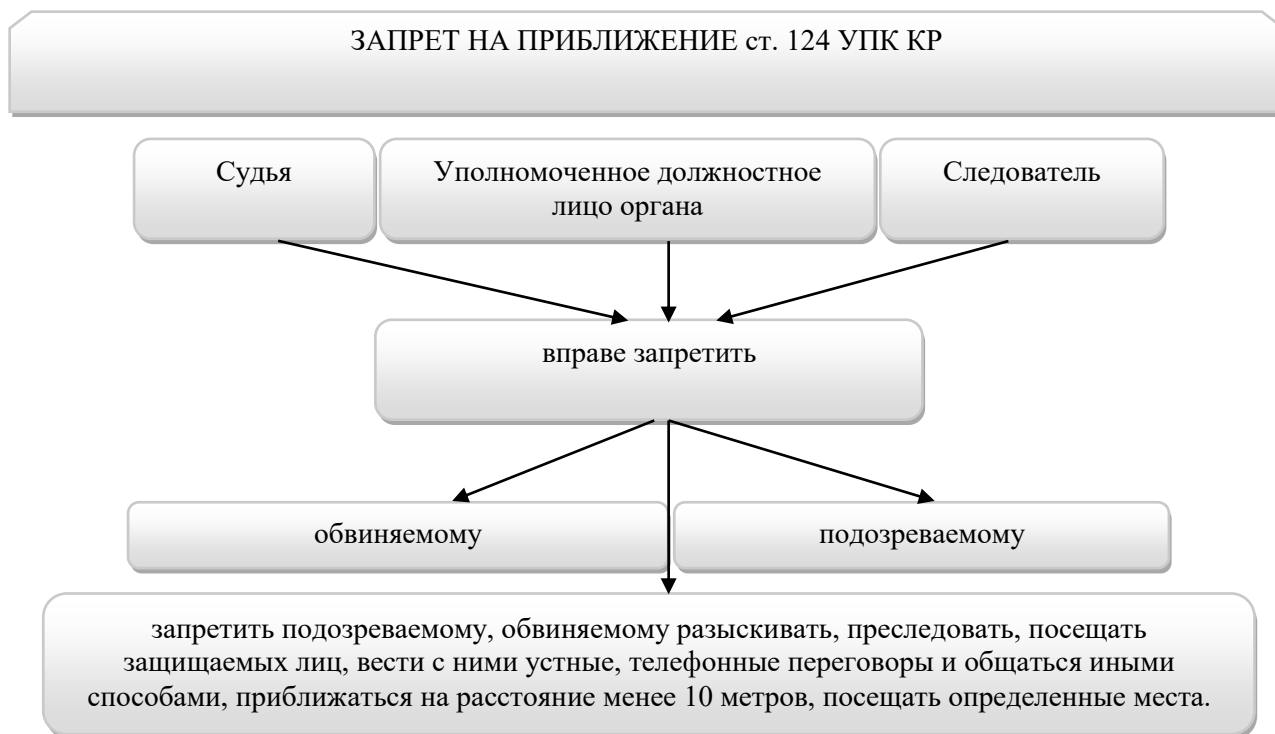 ЗАПРЕТ НА ПРИБЛИЖЕНИЕ ст. 124 УПК КР
Судья
Уполномоченное должностное
лицо органа
Следователь
вправе запретить
обвиняемому
подозреваемому
запретить подозреваемому, обвиняемому разыскивать, преследовать, посещать
защищаемых лиц, вести с ними устные, телефонные переговоры и общаться иными
способами, приближаться на расстояние менее 10 метров, посещать определенные места.